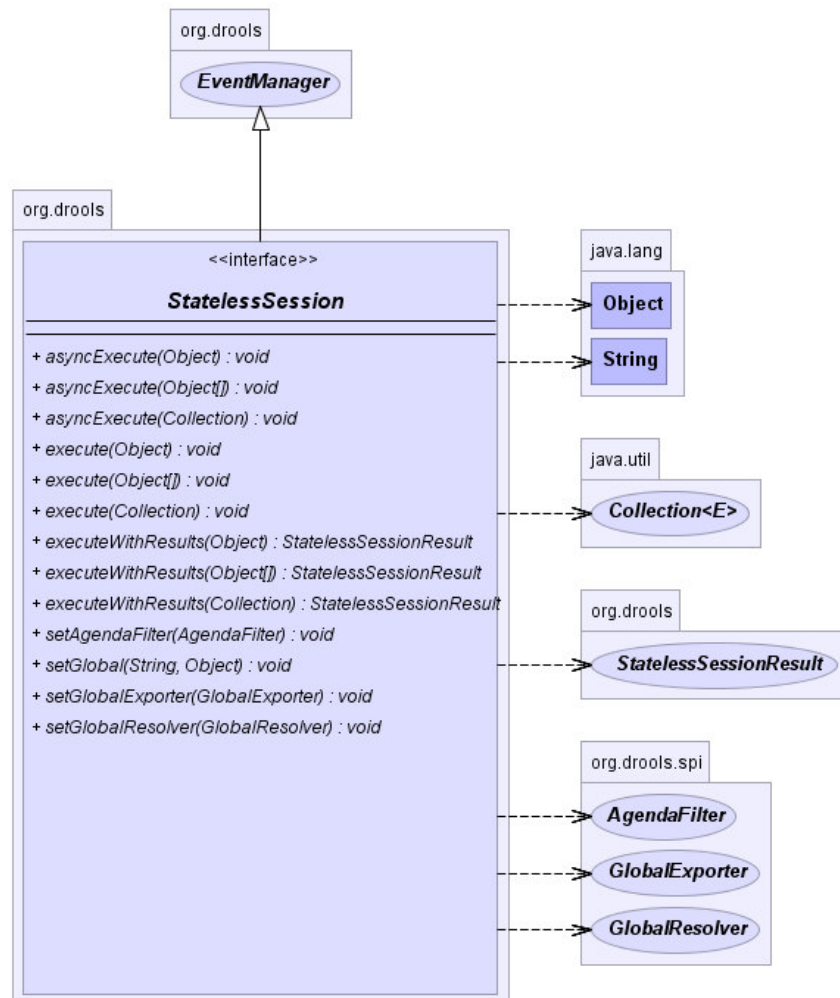 org.drools
EventManager
org.drools
<<interface>>
StatelessSession
+ asyncExecute(Object) : void
+ asyncExecute(Object[]) : void
+ asyncExecute(Collection) : void
+ execute(Object) : void
+ execute(Object[]) : void
+ execute(Collection) : void
+ executeWithResults(Object) : StatelessSessionResult
+ executeWithResults(Object[]) : StatelessSessionResult
+ executeWithResults(Collection) : StatelessSessionResult
+ setAgendaFilter(AgendaFilter) : void
+ setGlobal(String, Object) : void
+ setGlobalExporter(GlobalExporter) : void
+ setGlobalResolver(GlobalResolver) : void
java.lang
Object
String
java.util
Collection<E>
org.drools
StatelessSessionResult
org.drools.spi
AgendaFilter
GlobalExporter
GlobalResolver